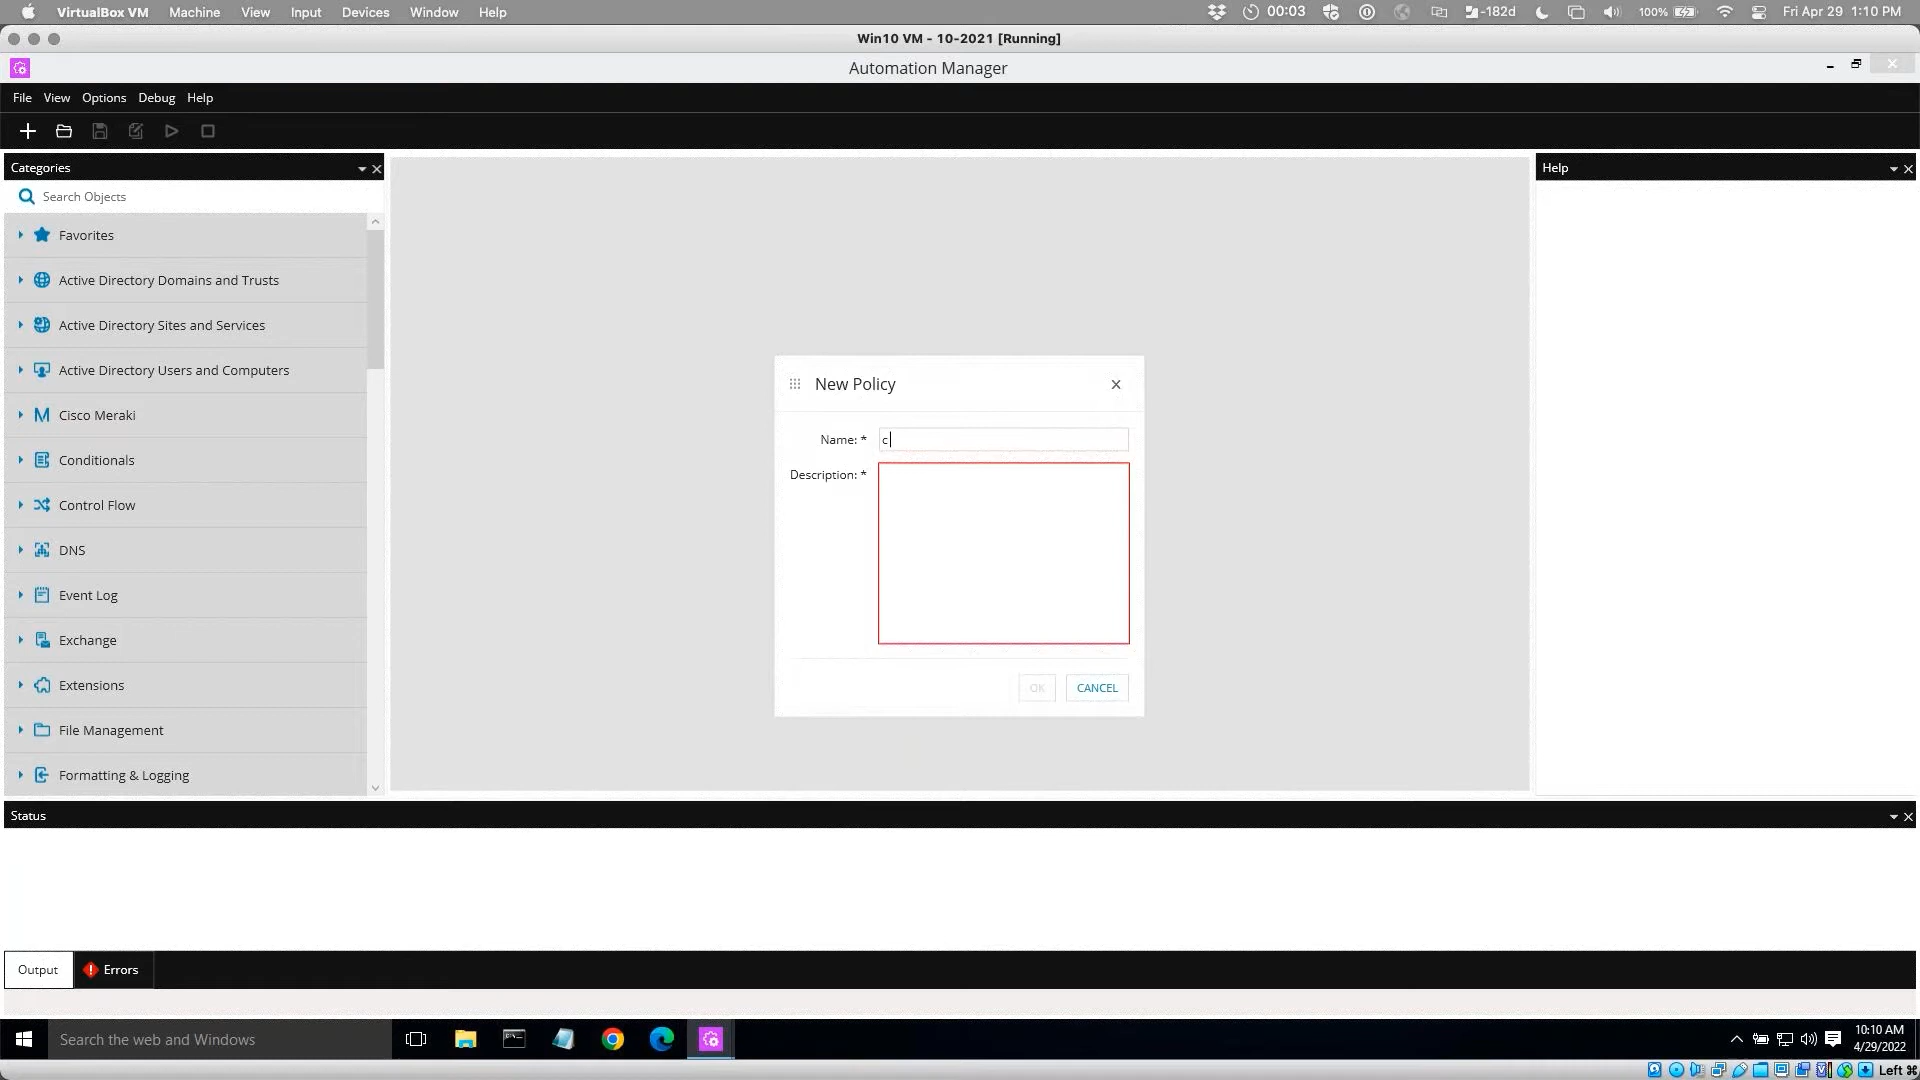 VirtualBox VM Machine View Input Devices Window Help 00:03 -182d 100% Fri Apr 29 1:10 PM
Win10 VM - 10-2021 [Running]
Automation Manager
File View Options Debug Help
Categories
Help
Search Objects
Favorites
Active Directory Domains and Trusts
Active Directory Sites and Services
Active Directory Users and Computers
Cisco Meraki
Conditionals
Control Flow
DNS
Event Log
Exchange
Extensions
File Management
Formatting & Logging
New Policy
Name: * c
Description: *
OK CANCEL
Status
Output Errors
Search the web and Windows
10:10 AM
4/29/2022
Left ⌘